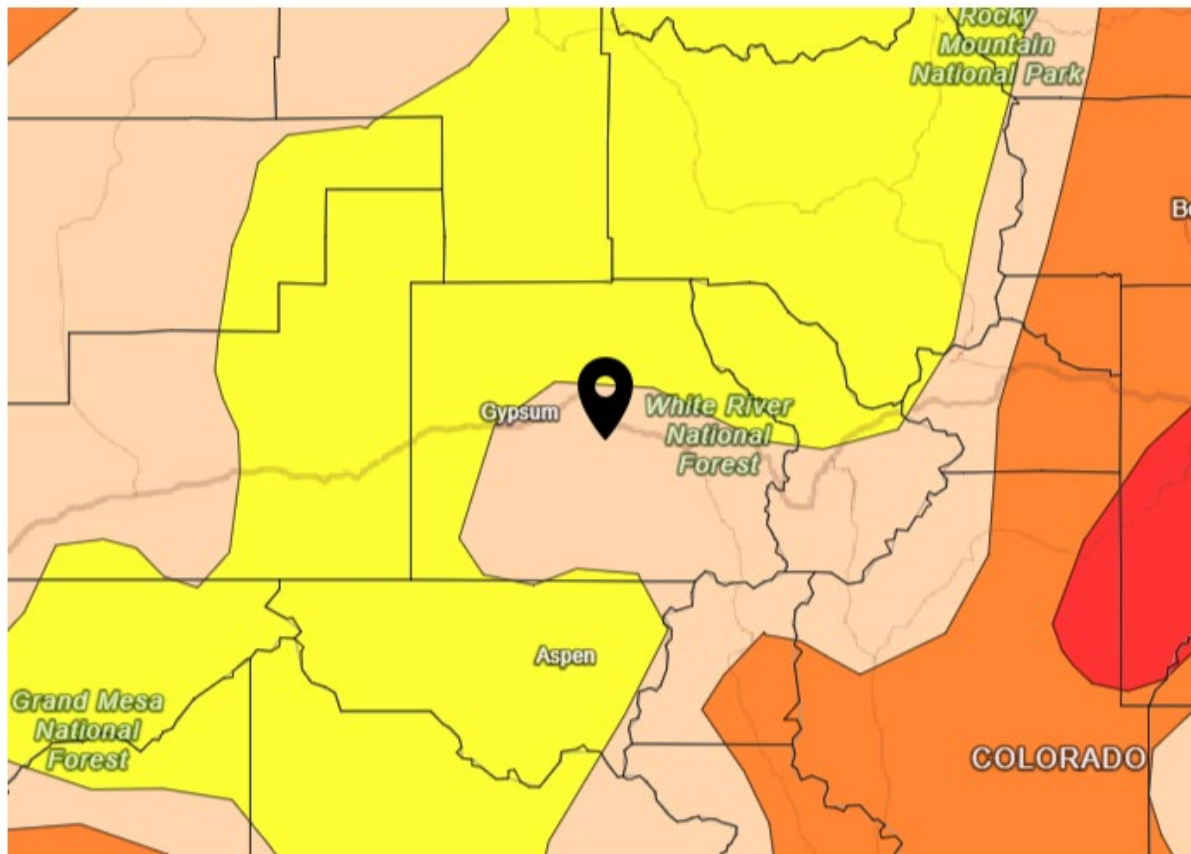 Rocky
Mountain
National Park
Gypsum
White River
National
Forest
Aspen
Grand Mesa
National
Forest
COLORADO